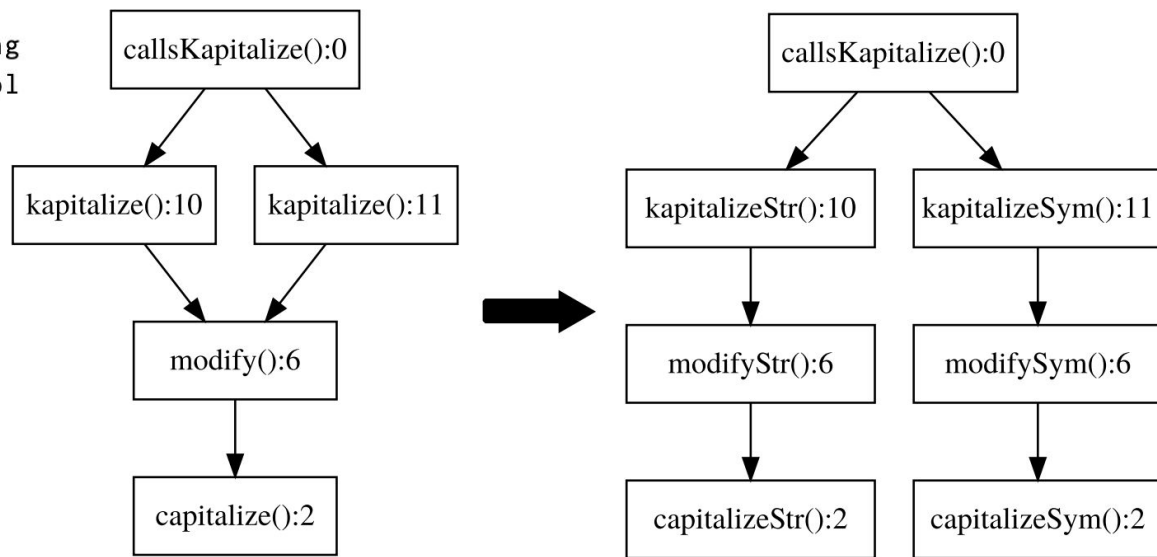 callsKapitalize():0
kapitalize():10
kapitalize():11
modify():6
capitalize():2
callsKapitalize():0
kapitalizeStr():10
kapitalizeSym():11
modifyStr():6
modifySym():6
capitalizeStr():2
capitalizeSym():2